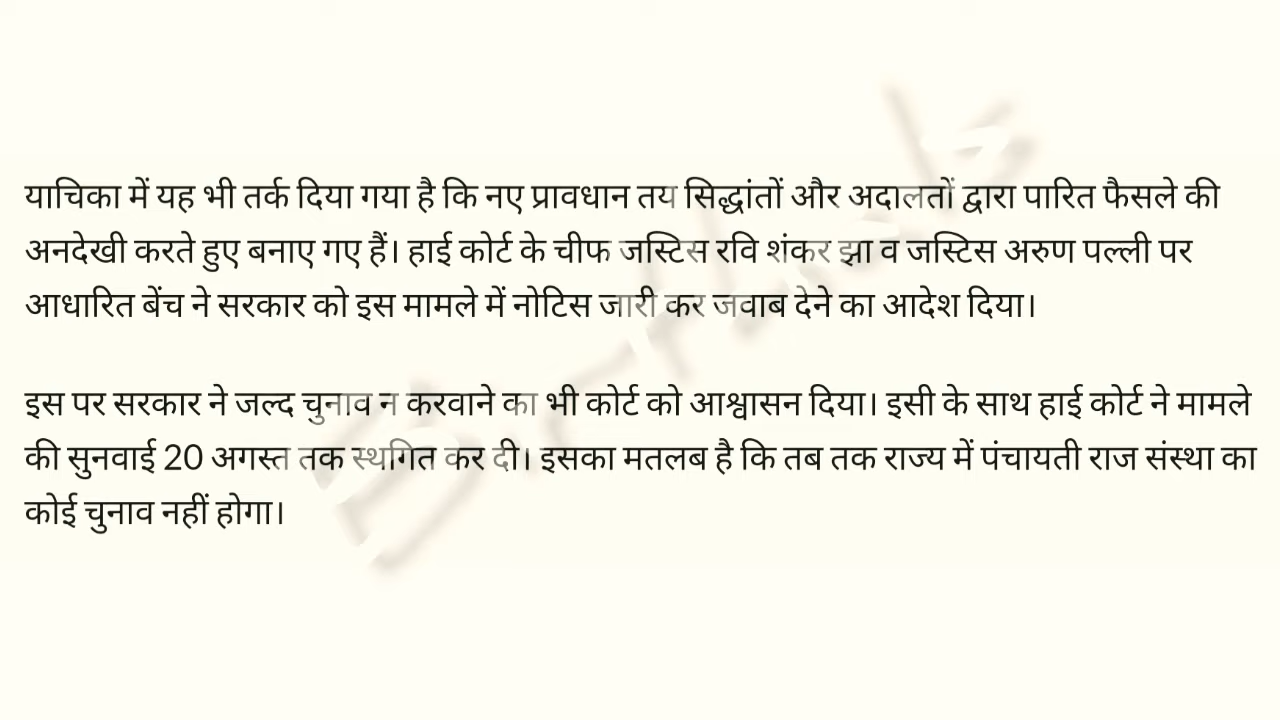 याचिका में यह भी तर्क दिया गया है कि नए प्रावधान तय सिद्धांतों और अदालतों द्वारा पारित फैसले की
अनदेखी करते हुए बनाए गए हैं। हाई कोर्ट के चीफ जस्टिस रवि शंकर झा व जस्टिस अरुण पल्ली पर
आधारित बेंच ने सरकार को इस मामले में नोटिस जारी कर जवाब देने का आदेश दिया।
इस पर सरकार ने जल्द चुनाव न करवाने का भी कोर्ट को आश्वासन दिया। इसी के साथ हाई कोर्ट ने मामले
की सुनवाई 20 अगस्त तक स्थगित कर दी। इसका मतलब है कि तब तक राज्य में पंचायती राज संस्था का
कोई चुनाव नहीं होगा।